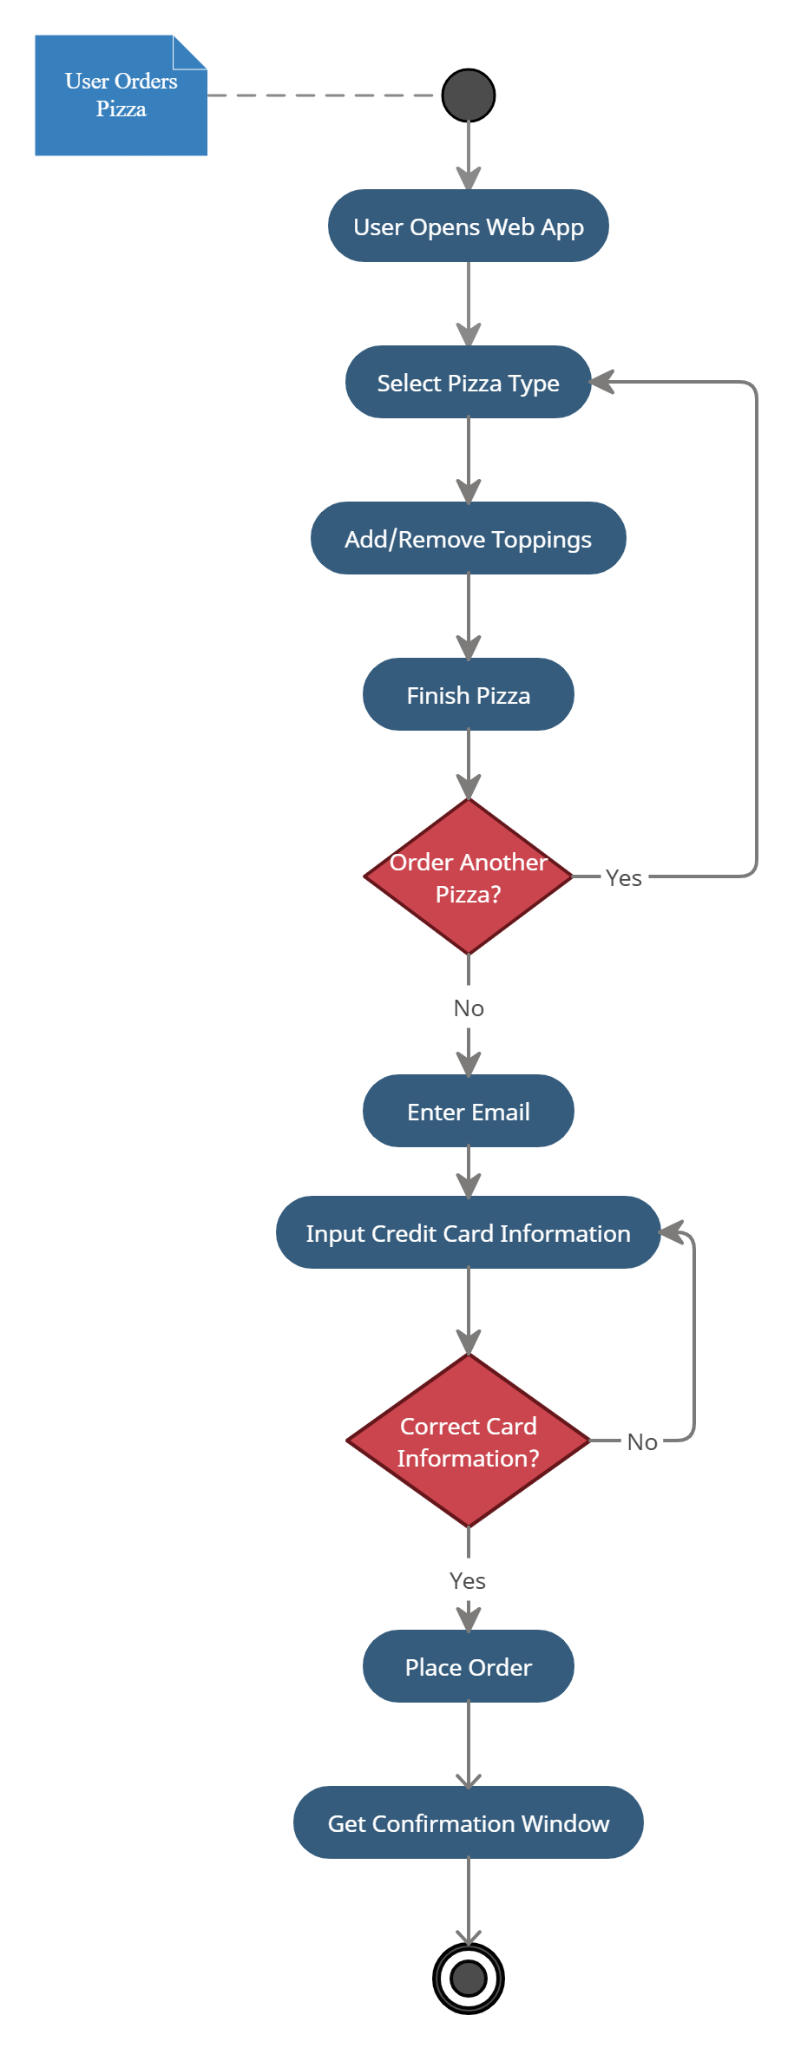 User Orders
Pizza
User Opens Web App
Select Pizza Type
Add/Remove Toppings
Finish Pizza
Order Another
Pizza?
Yes
No
Enter Email
Input Credit Card Information
Correct Card
Information?
No
Yes
Place Order
Get Confirmation Window